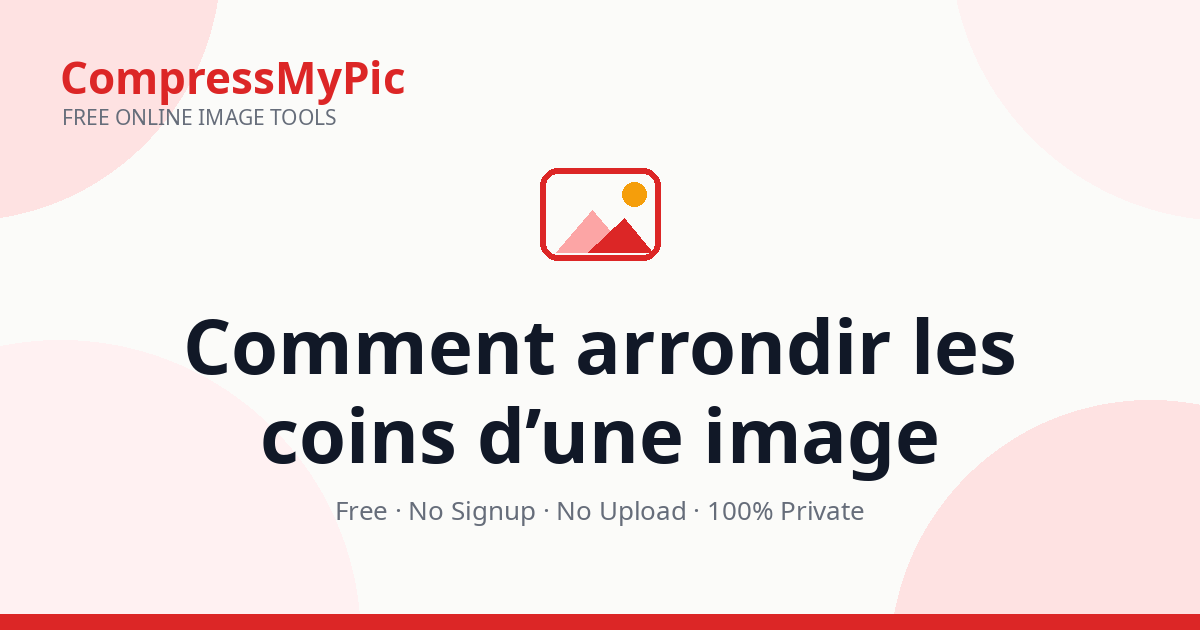 CompressMyPic
FREE ONLINE IMAGE TOOLS
Comment arrondir les
coins d’une image
Free · No Signup · No Upload · 100% Private